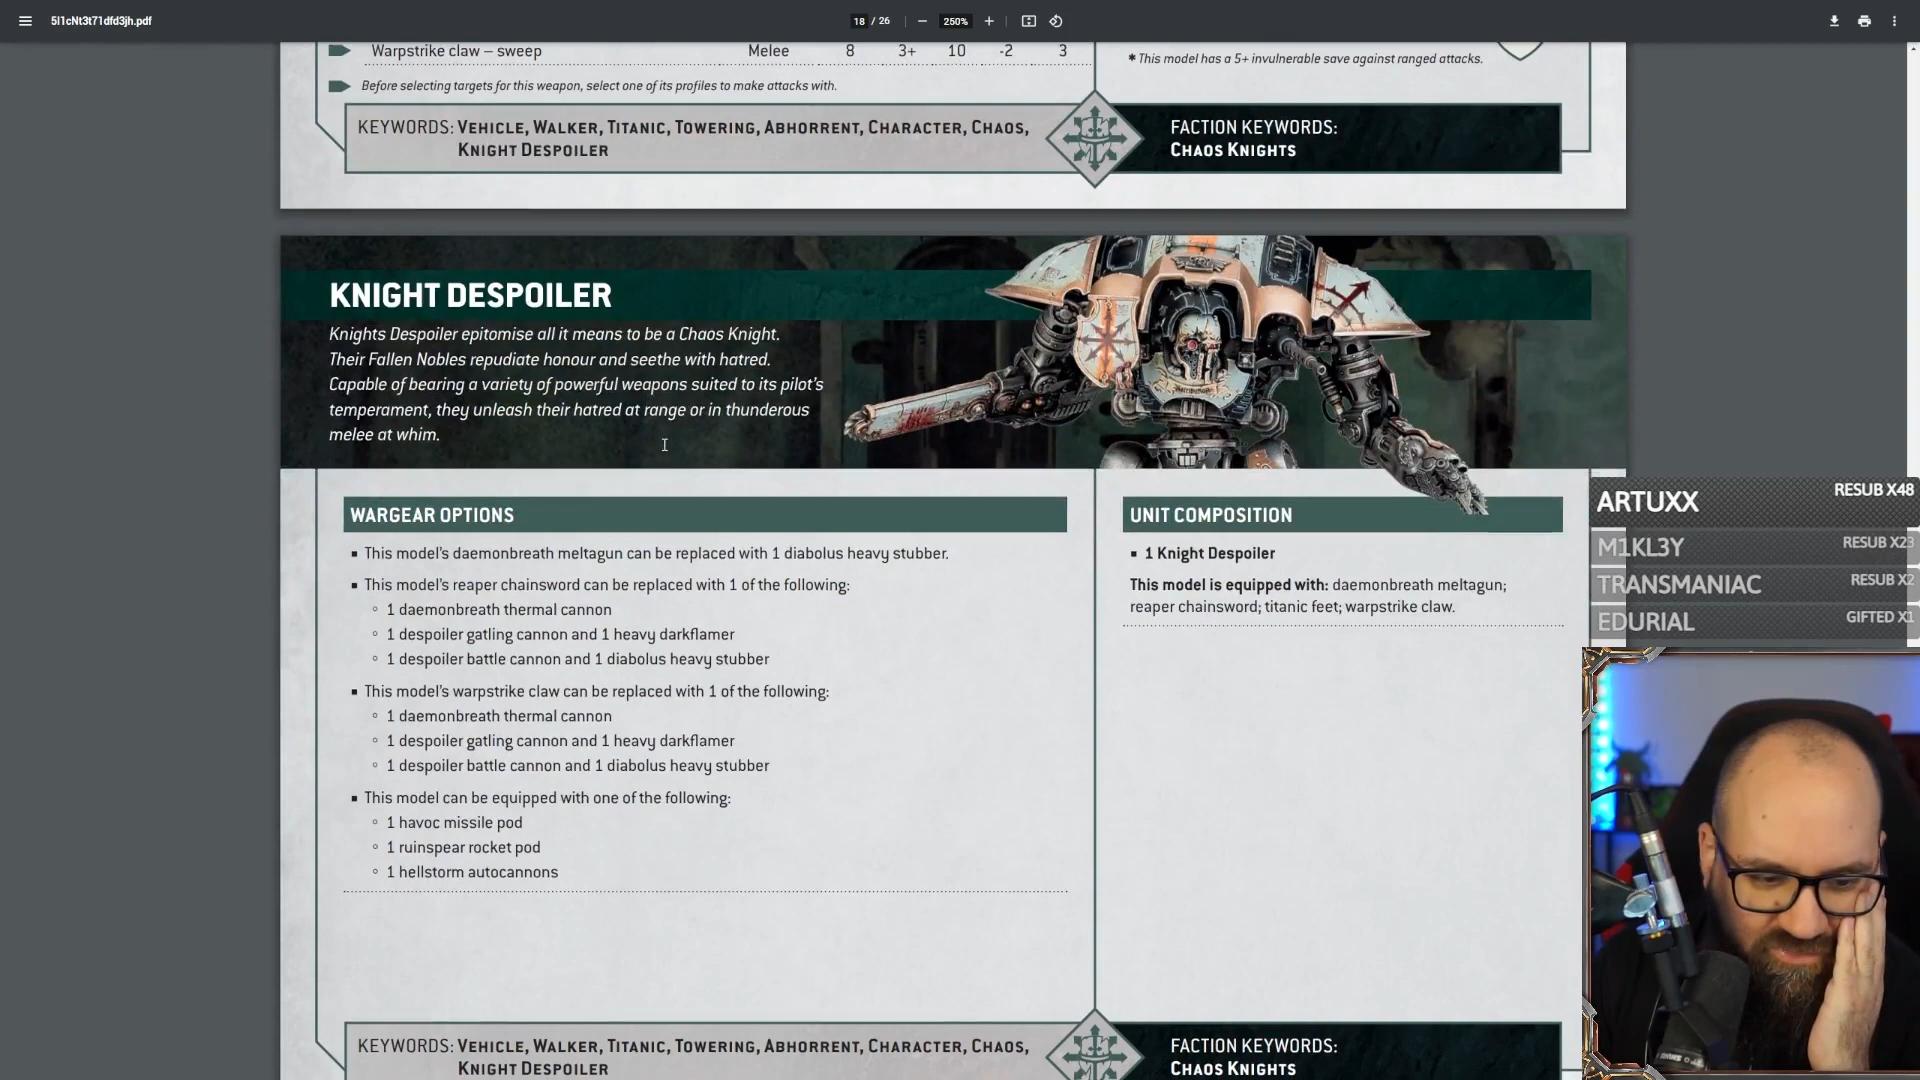 5l1cNt3t71dfd3jh.pdf
18 / 26
250%
Warpstrike claw – sweep Melee 8 3+ 10 -2 3
Before selecting targets for this weapon, select one of its profiles to make attacks with.
* This model has a 5+ invulnerable save against ranged attacks.
KEYWORDS: VEHICLE, WALKER, TITANIC, TOWERING, ABHORRENT, CHARACTER, CHAOS,
KNIGHT DESPOILER
FACTION KEYWORDS:
CHAOS KNIGHTS
KNIGHT DESPOILER
Knights Despoiler epitomise all it means to be a Chaos Knight.
Their Fallen Nobles repudiate honour and seethe with hatred.
Capable of bearing a variety of powerful weapons suited to its pilot's
temperament, they unleash their hatred at range or in thunderous
melee at whim.
WARGEAR OPTIONS
▪ This model's daemonbreath meltagun can be replaced with 1 diabolus heavy stubber.
▪ This model's reaper chainsword can be replaced with 1 of the following:
◦ 1 daemonbreath thermal cannon
◦ 1 despoiler gatling cannon and 1 heavy darkflamer
◦ 1 despoiler battle cannon and 1 diabolus heavy stubber
▪ This model's warpstrike claw can be replaced with 1 of the following:
◦ 1 daemonbreath thermal cannon
◦ 1 despoiler gatling cannon and 1 heavy darkflamer
◦ 1 despoiler battle cannon and 1 diabolus heavy stubber
▪ This model can be equipped with one of the following:
◦ 1 havoc missile pod
◦ 1 ruinspear rocket pod
◦ 1 hellstorm autocannons
UNIT COMPOSITION
▪ 1 Knight Despoiler
This model is equipped with: daemonbreath meltagun;
reaper chainsword; titanic feet; warpstrike claw.
ARTUXX RESUB X48
M1KL3Y RESUB X23
TRANSMANIAC RESUB X2
EDURIAL GIFTED X1
KEYWORDS: VEHICLE, WALKER, TITANIC, TOWERING, ABHORRENT, CHARACTER, CHAOS,
KNIGHT DESPOILER
FACTION KEYWORDS:
CHAOS KNIGHTS